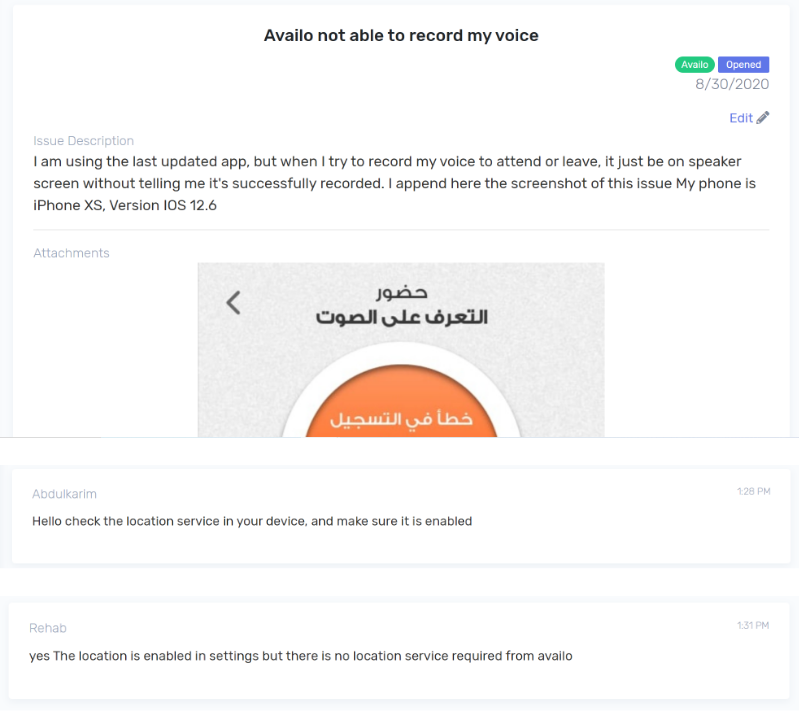 Availo not able to record my voice
Availo Opened
8/30/2020
Edit
Issue Description
I am using the last updated app, but when I try to record my voice to attend or leave, it just be on speaker
screen without telling me it's successfully recorded. I append here the screenshot of this issue My phone is
iPhone XS, Version IOS 12.6
Attachments
حضور
التعرف على الصوت
خطأ في التسجيل
Abdulkarim 1:28 PM
Hello check the location service in your device, and make sure it is enabled
Rehab 1:31 PM
yes The location is enabled in settings but there is no location service required from availo